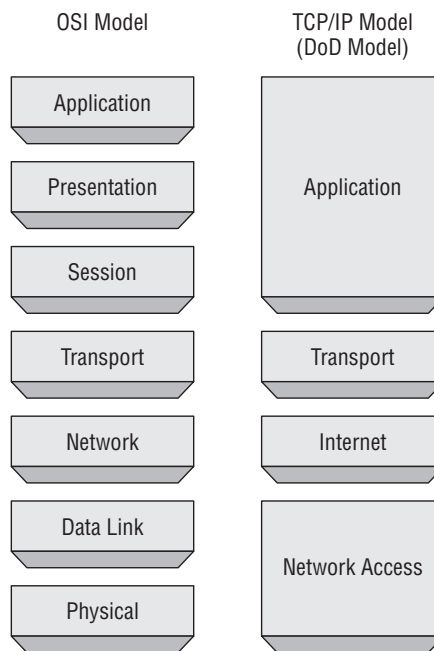 OSI Model
Application
Presentation
Session
Transport
Network
Data Link
Physical
TCP/IP Model
(DoD Model)
Application
Transport
Internet
Network Access